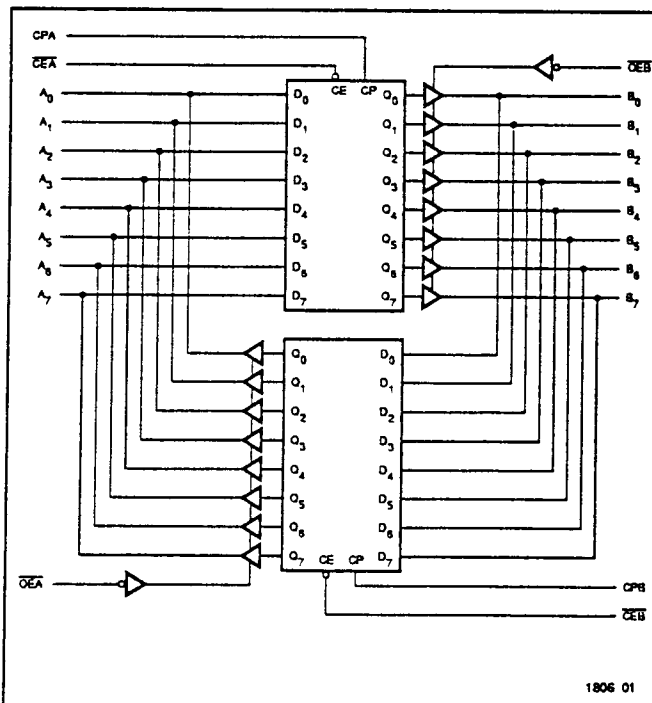 CPA
CEA
OEB
CE CP
A0 D0 Q0 B0
A1 D1 Q1 B1
A2 D2 Q2 B2
A3 D3 Q3 B3
A4 D4 Q4 B4
A5 D5 Q5 B5
A6 D6 Q6 B6
A7 D7 Q7 B7
Q0 D0
Q1 D1
Q2 D2
Q3 D3
Q4 D4
Q5 D5
Q6 D6
Q7 CE CP D7
OEA
CPB
CEB
1806 01